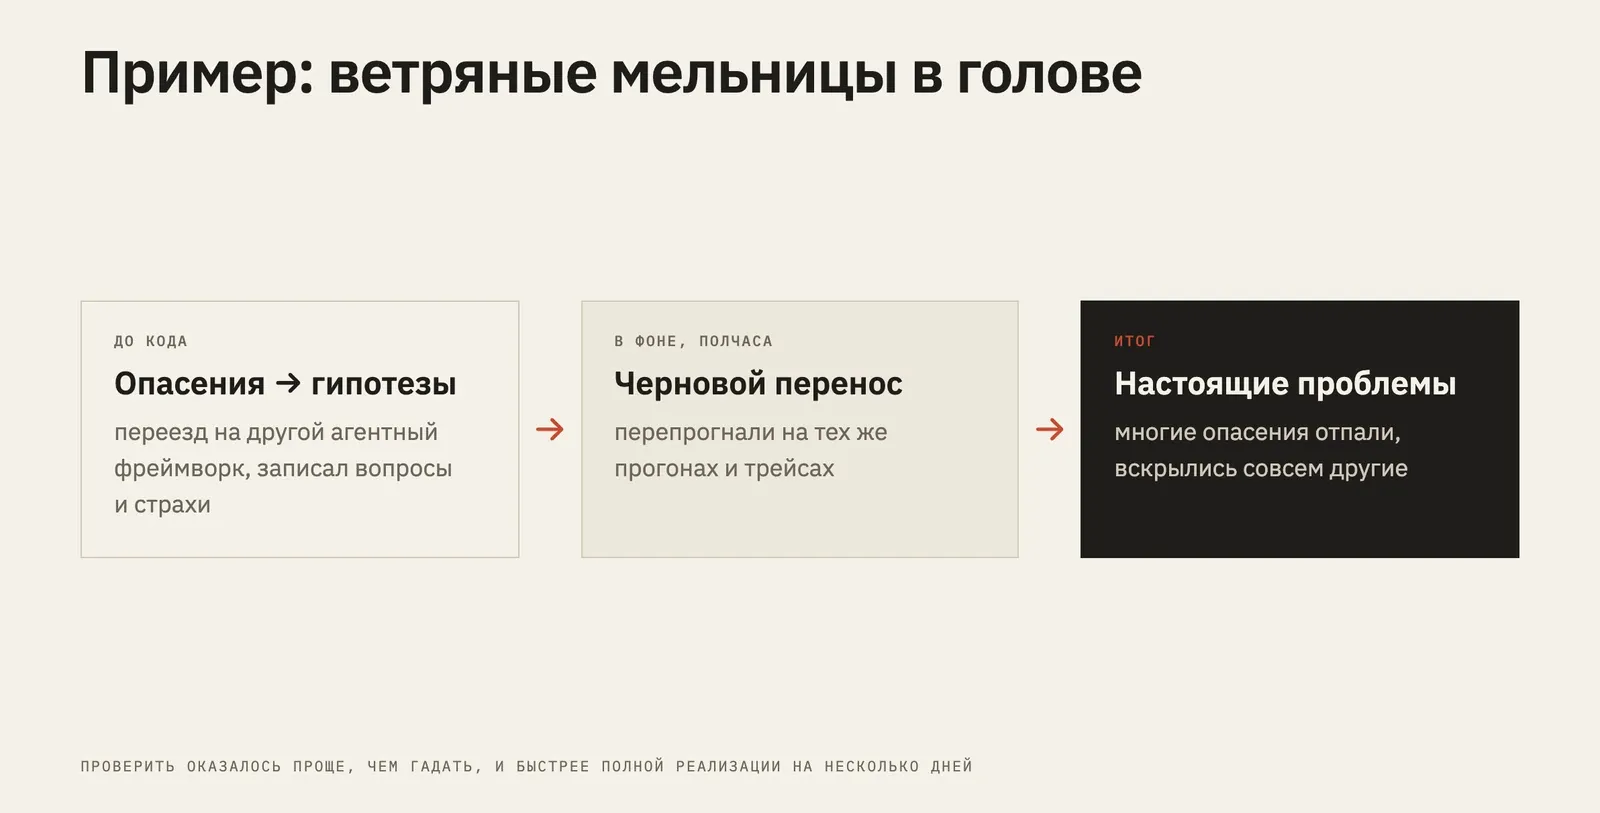 Пример: ветряные мельницы в голове
ДО КОДА
Опасения → гипотезы
переезд на другой агентный
фреймворк, записал вопросы
и страхи
→
В ФОНЕ, ПОЛЧАСА
Черновой перенос
перепрогнали на тех же
прогонах и трейсах
→
ИТОГ
Настоящие проблемы
многие опасения отпали,
вскрылись совсем другие
ПРОВЕРИТЬ ОКАЗАЛОСЬ ПРОЩЕ, ЧЕМ ГАДАТЬ, И БЫСТРЕЕ ПОЛНОЙ РЕАЛИЗАЦИИ НА НЕСКОЛЬКО ДНЕЙ